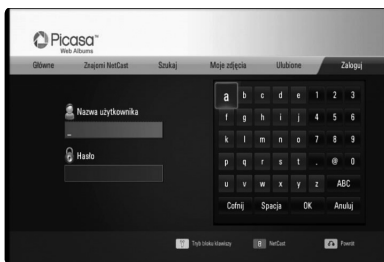 Picasa™
Web Albums
Główne Znajomi NetCast Szukaj Moje zdjęcia Ulubione Zaloguj
Nazwa użytkownika
_
Hasło
a b c d e 1 2 3
f g h i j 4 5 6
k l m n o 7 8 9
p q r s t . @ 0
u v w x y z ABC
Cofnij Spacja OK Anuluj
Tryb bloku klawiszy NetCast Powrót